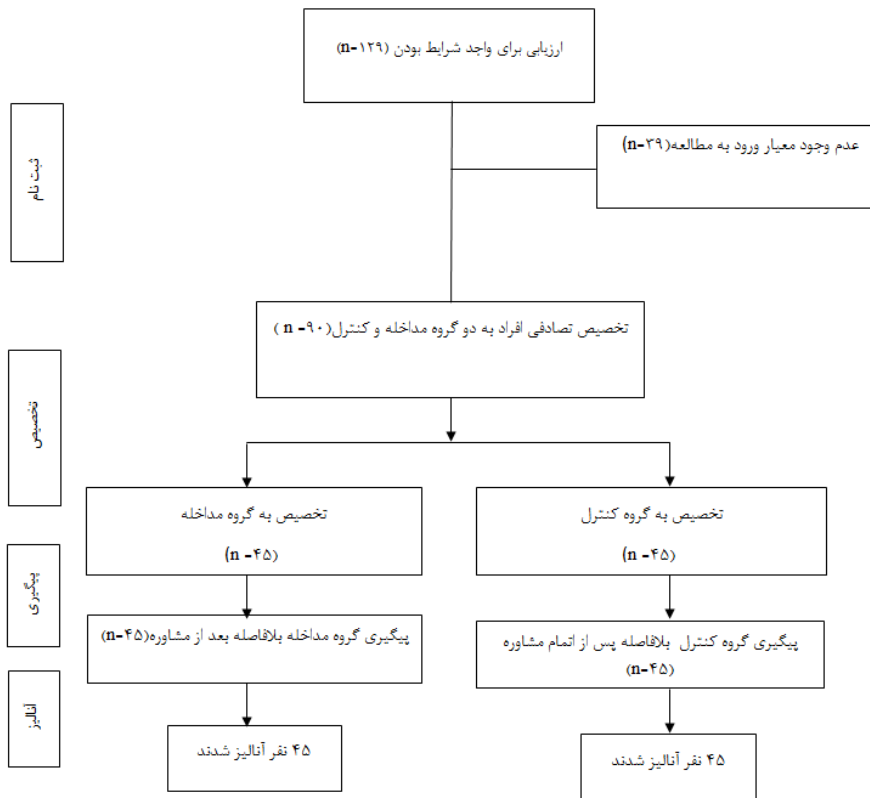 ارزیابی برای واجد شرایط بودن (n-۱۲۹)
عدم وجود معیار ورود به مطالعه(n-۳۹)
ثبت نام
تخصیص تصادفی افراد به دو گروه مداخله و کنترل(n -۹۰ )
تخصیص
تخصیص به گروه کنترل
(n -۴۵)
تخصیص به گروه مداخله
(n -۴۵)
پیگیری
پیگیری گروه کنترل بلافاصله پس از اتمام مشاوره
(n-۴۵)
پیگیری گروه مداخله بلافاصله بعد از مشاوره(n-۴۵)
آنالیز
۴۵ نفر آنالیز شدند
۴۵ نفر آنالیز شدند